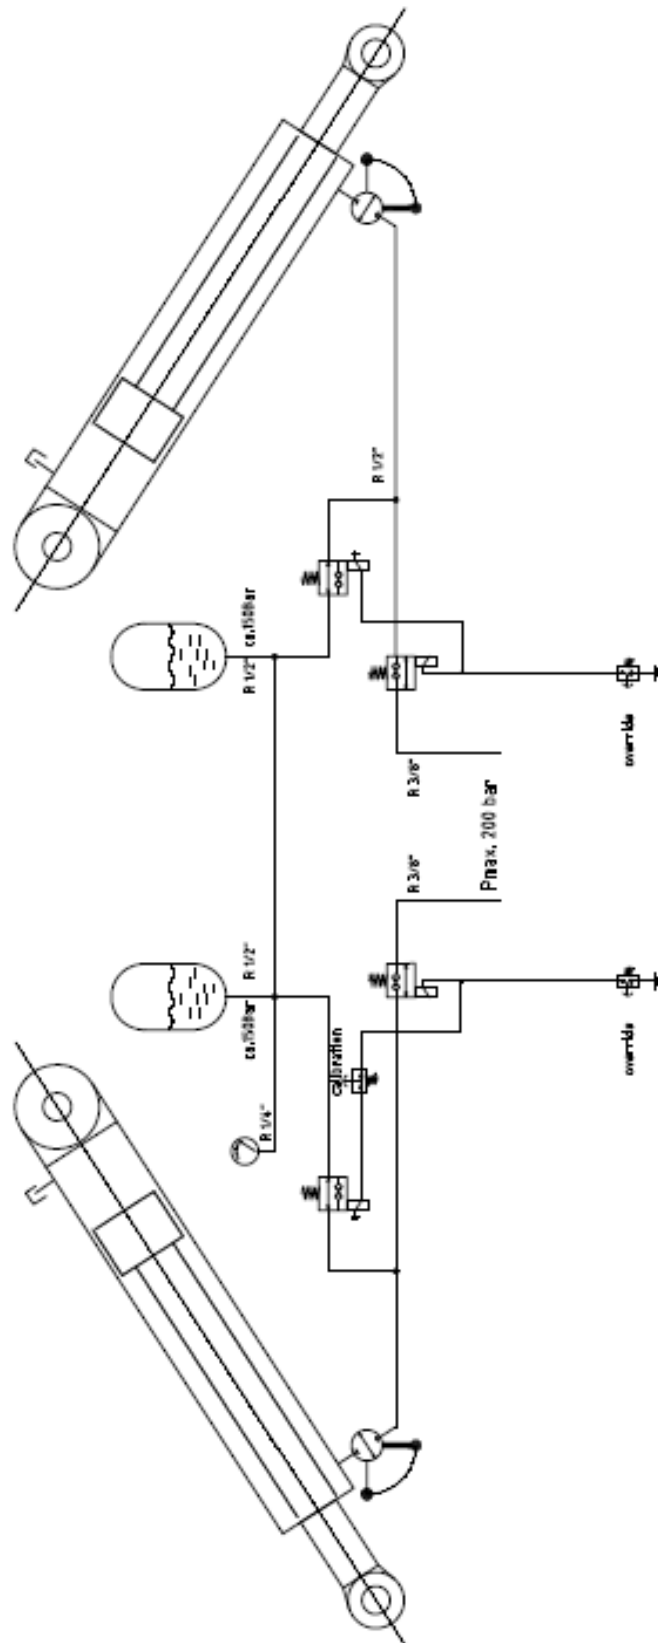 R 1/2"
ca.150Bar
R 1/2"
override
R 3/8"
Pmax. 200 bar
R 3/8"
R 1/2"
ca.150Bar
calibration
override
R 1/4"